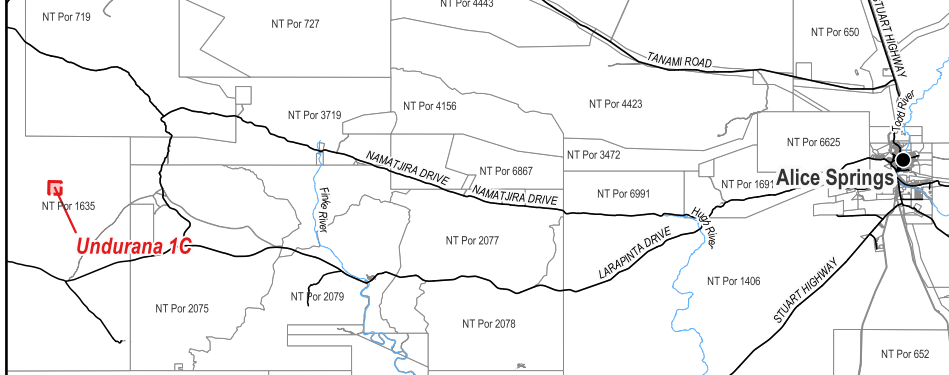 NT Por 4443
NT Por 719
NT Por 727
NT Por 650
STUART HIGHWAY
TANAMI ROAD
NT Por 4156
NT Por 4423
NT Por 3719
Todd River
NT Por 6625
NT Por 3472
NAMATJIRA DRIVE
NT Por 6867
NT Por 1691
Alice Springs
NAMATJIRA DRIVE
NT Por 6991
NT Por 1635
Finke River
Hugh River
Undurana 1C
NT Por 2077
LARAPINTA DRIVE
NT Por 1406
STUART HIGHWAY
NT Por 2079
NT Por 2075
NT Por 2078
NT Por 652